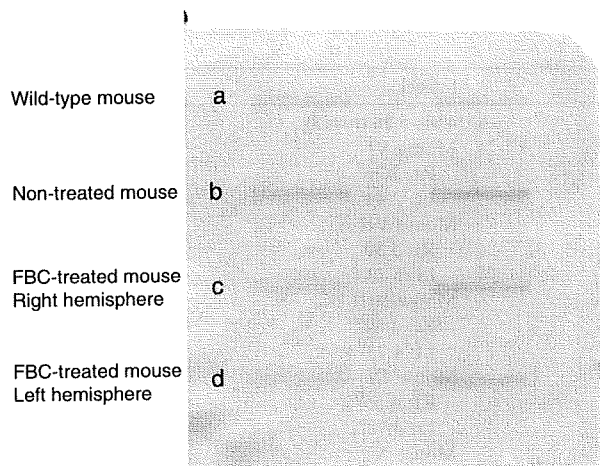 Wild-type mouse a
Non-treated mouse b
FBC-treated mouse
Right hemisphere c
FBC-treated mouse
Left hemisphere d